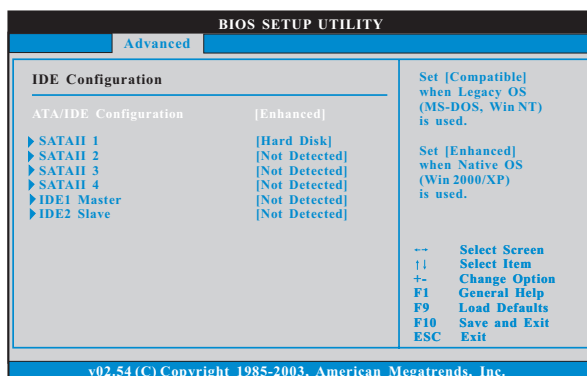 BIOS SETUP UTILITY
Advanced
IDE Configuration
ATA/IDE Configuration [Enhanced]
SATAII 1 [Hard Disk]
SATAII 2 [Not Detected]
SATAII 3 [Not Detected]
SATAII 4 [Not Detected]
IDE1 Master [Not Detected]
IDE2 Slave [Not Detected]
Set [Compatible]
when Legacy OS
(MS-DOS, Win NT)
is used.
Set [Enhanced]
when Native OS
(Win 2000/XP)
is used.
←→ Select Screen
↑↓ Select Item
+- Change Option
F1 General Help
F9 Load Defaults
F10 Save and Exit
ESC Exit
v02.54 (C) Copyright 1985-2003, American Megatrends, Inc.